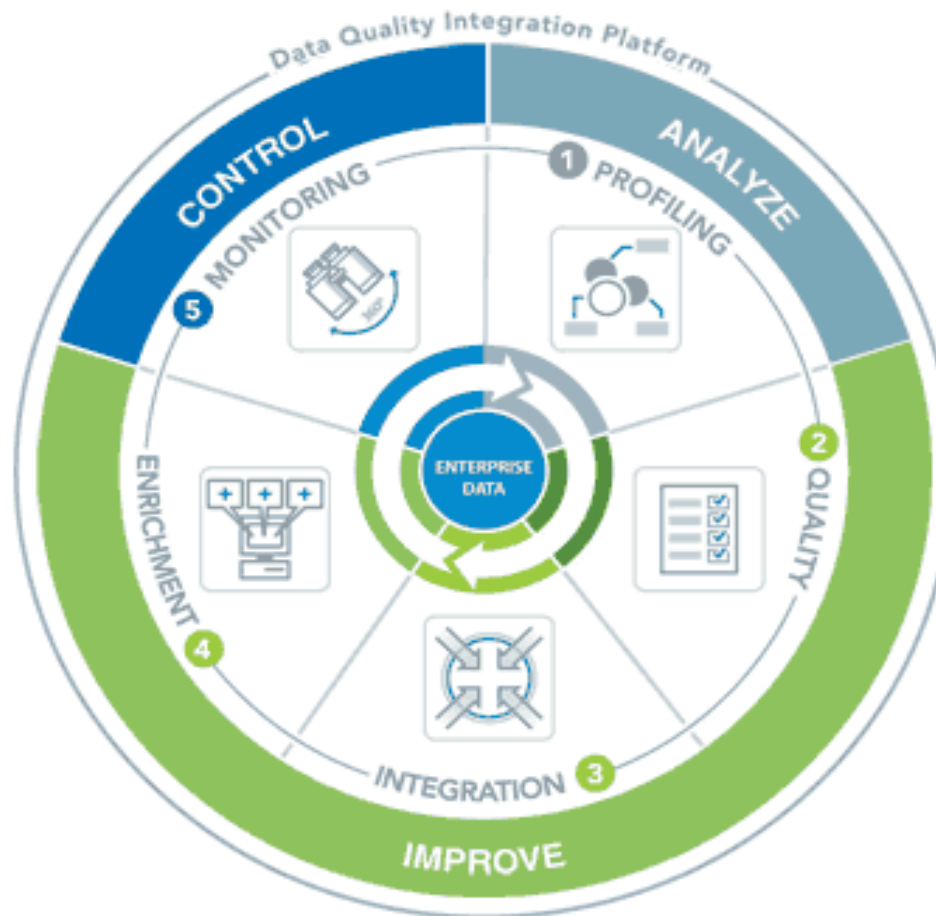 Data Quality Integration Platform
CONTROL
ANALYZE
1 PROFILING
5 MONITORING
360°
2 QUALITY
ENTERPRISE
DATA
4 ENRICHMENT
3 INTEGRATION
IMPROVE